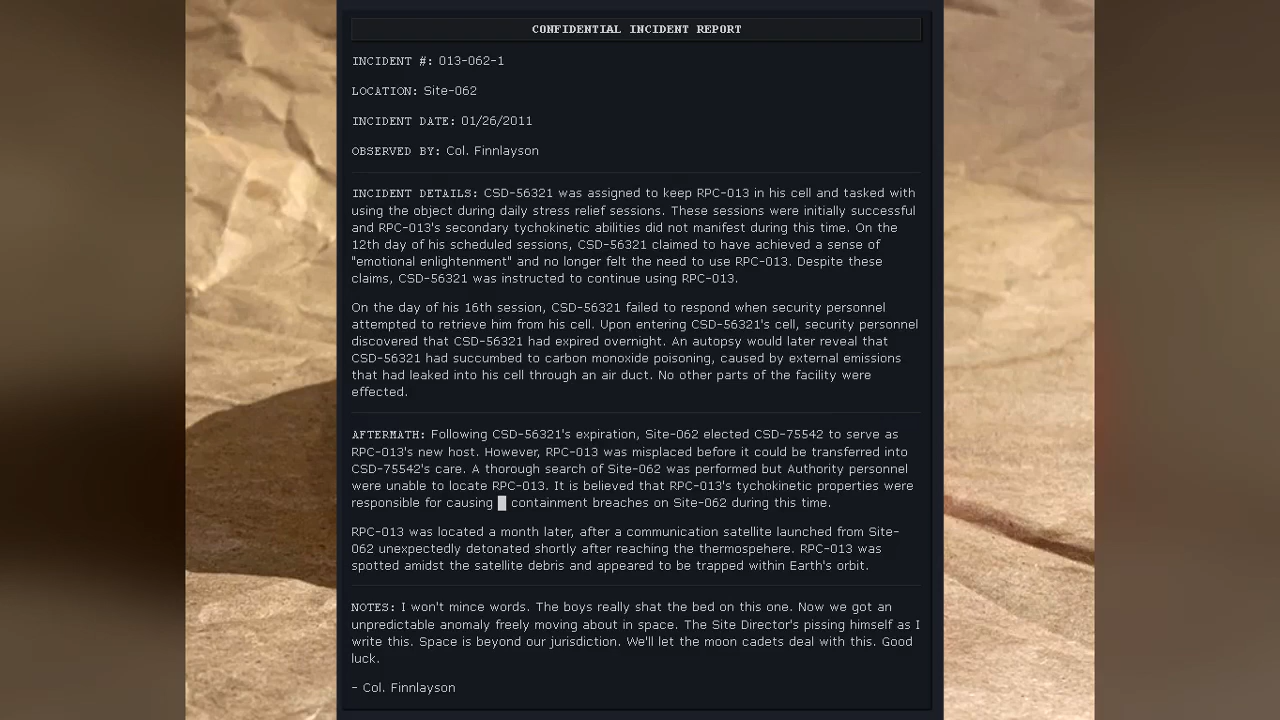 CONFIDENTIAL INCIDENT REPORT
INCIDENT #: 013-062-1
LOCATION: Site-062
INCIDENT DATE: 01/26/2011
OBSERVED BY: Col. Finnlayson
INCIDENT DETAILS: CSD-56321 was assigned to keep RPC-013 in his cell and tasked with
using the object during daily stress relief sessions. These sessions were initially successful
and RPC-013's secondary tychokinetic abilities did not manifest during this time. On the
12th day of his scheduled sessions, CSD-56321 claimed to have achieved a sense of
"emotional enlightenment" and no longer felt the need to use RPC-013. Despite these
claims, CSD-56321 was instructed to continue using RPC-013.
On the day of his 16th session, CSD-56321 failed to respond when security personnel
attempted to retrieve him from his cell. Upon entering CSD-56321's cell, security personnel
discovered that CSD-56321 had expired overnight. An autopsy would later reveal that
CSD-56321 had succumbed to carbon monoxide poisoning, caused by external emissions
that had leaked into his cell through an air duct. No other parts of the facility were
effected.
AFTERMATH: Following CSD-56321's expiration, Site-062 elected CSD-75542 to serve as
RPC-013's new host. However, RPC-013 was misplaced before it could be transferred into
CSD-75542's care. A thorough search of Site-062 was performed but Authority personnel
were unable to locate RPC-013. It is believed that RPC-013's tychokinetic properties were
responsible for causing █ containment breaches on Site-062 during this time.
RPC-013 was located a month later, after a communication satellite launched from Site-
062 unexpectedly detonated shortly after reaching the thermospehere. RPC-013 was
spotted amidst the satellite debris and appeared to be trapped within Earth's orbit.
NOTES: I won't mince words. The boys really shat the bed on this one. Now we got an
unpredictable anomaly freely moving about in space. The Site Director's pissing himself as I
write this. Space is beyond our jurisdiction. We'll let the moon cadets deal with this. Good
luck.
- Col. Finnlayson